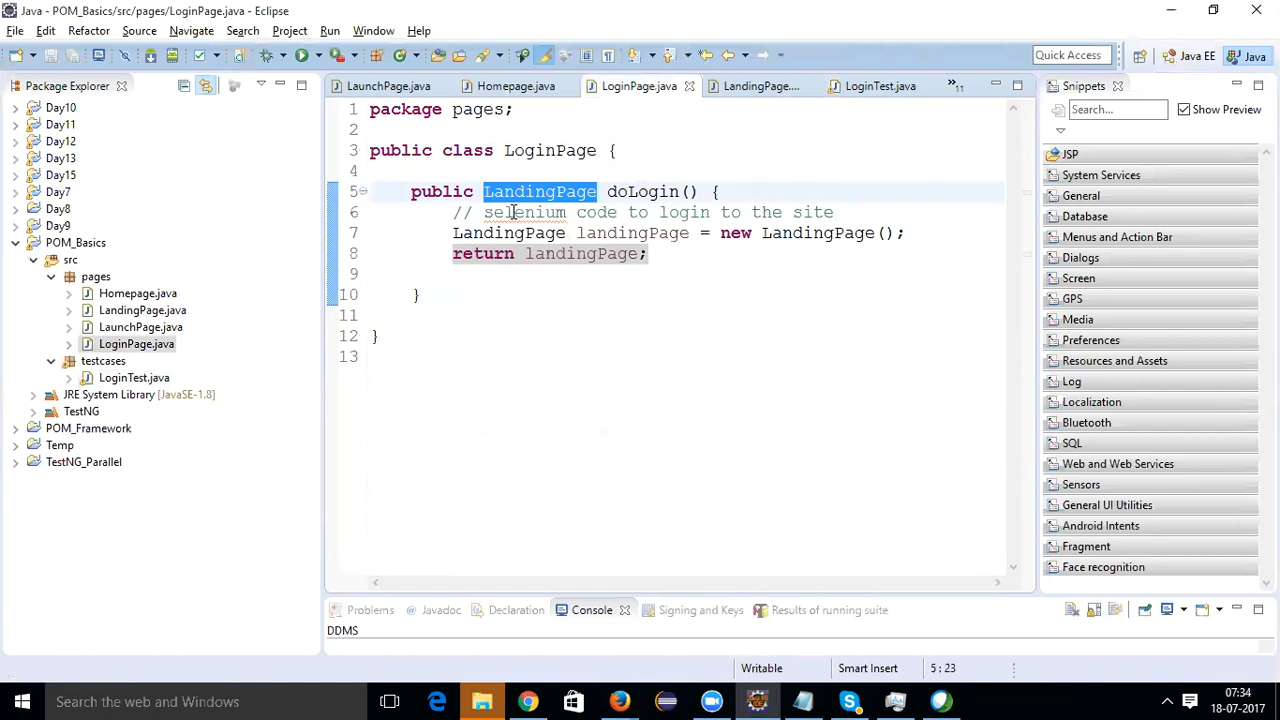 Java - POM_Basics/src/pages/LoginPage.java - Eclipse
File Edit Refactor Source Navigate Search Project Run Window Help
Quick Access
Java EE
Java
Package Explorer
Day10
Day11
Day12
Day13
Day15
Day7
Day8
Day9
POM_Basics
src
pages
Homepage.java
LandingPage.java
LaunchPage.java
LoginPage.java
testcases
LoginTest.java
JRE System Library [JavaSE-1.8]
TestNG
POM_Framework
Temp
TestNG_Parallel
LaunchPage.java Homepage.java LoginPage.java LandingPage.... LoginTest.java »11
1 package pages;
2
3 public class LoginPage {
4
5 public LandingPage doLogin() {
6 // selenium code to login to the site
7 LandingPage landingPage = new LandingPage();
8 return landingPage;
9
10 }
11
12 }
13
Snippets
Search...
Show Preview
JSP
System Services
General
Database
Menus and Action Bar
Dialogs
Screen
GPS
Media
Preferences
Resources and Assets
Log
Localization
Bluetooth
SQL
Web and Web Services
Sensors
General UI Utilities
Android Intents
Fragment
Face recognition
Problems Javadoc Declaration Console Signing and Keys Results of running suite
DDMS
Writable Smart Insert 5 : 23
Search the web and Windows
07:34
18-07-2017